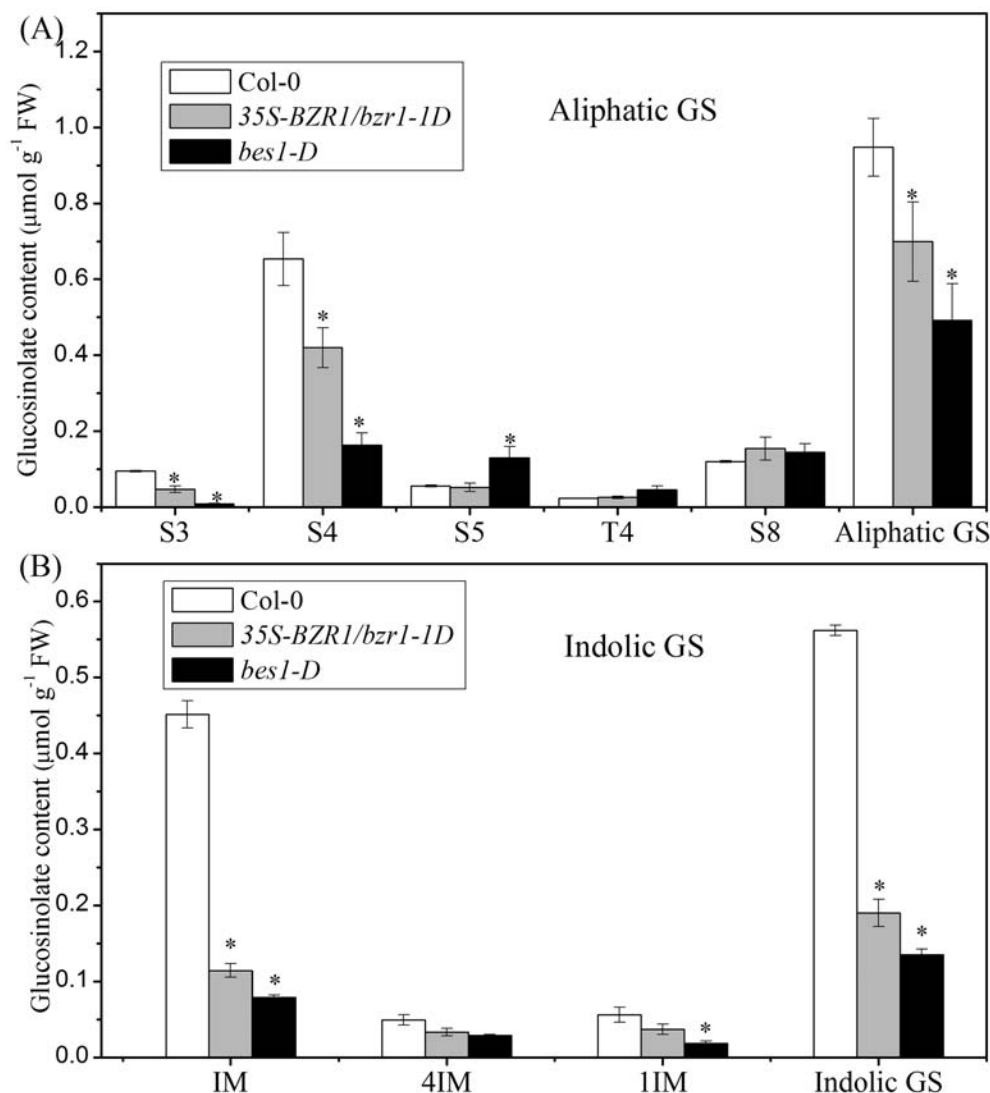 (A)
1.2
1.0
0.8
0.6
0.4
0.2
0.0
Glucosinolate content (μmol g⁻¹ FW)
Col-0
35S-BZR1/bzr1-1D
bes1-D
Aliphatic GS
*
*
*
*
*
*
*
S3
S4
S5
T4
S8
Aliphatic GS
(B)
0.6
0.5
0.4
0.3
0.2
0.1
0.0
Glucosinolate content (μmol g⁻¹ FW)
Col-0
35S-BZR1/bzr1-1D
bes1-D
Indolic GS
*
*
*
*
*
IM
4IM
1IM
Indolic GS